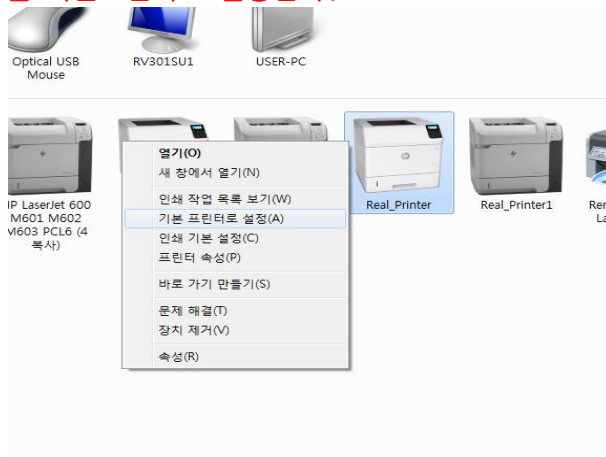 Optical USB
Mouse
RV301SU1
USER-PC
열기(O)
새 창에서 열기(N)
인쇄 작업 목록 보기(W)
기본 프린터로 설정(A)
인쇄 기본 설정(C)
프린터 속성(P)
바로 가기 만들기(S)
문제 해결(T)
장치 제거(V)
속성(R)
HP LaserJet 600
M601 M602
M603 PCL6 (4
복사)
Real_Printer
Real_Printer1